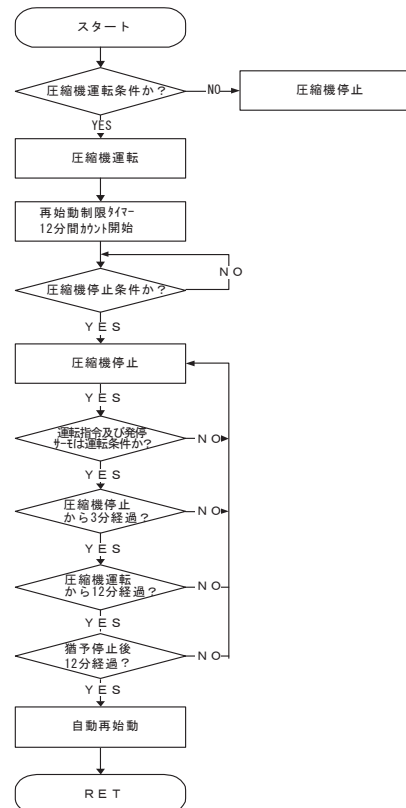 スタート
圧縮機運転条件か？
NO
圧縮機停止
YES
圧縮機運転
再始動制限ﾀｲﾏｰ
12分間ｶｳﾝﾄ開始
NO
圧縮機停止条件か？
YES
圧縮機停止
YES
運転指令及び発停
ｻｰﾓは運転条件か？
NO
YES
圧縮機停止
から3分経過？
NO
YES
圧縮機運転
から12分経過？
NO
YES
猶予停止後
12分経過？
NO
YES
自動再始動
RET